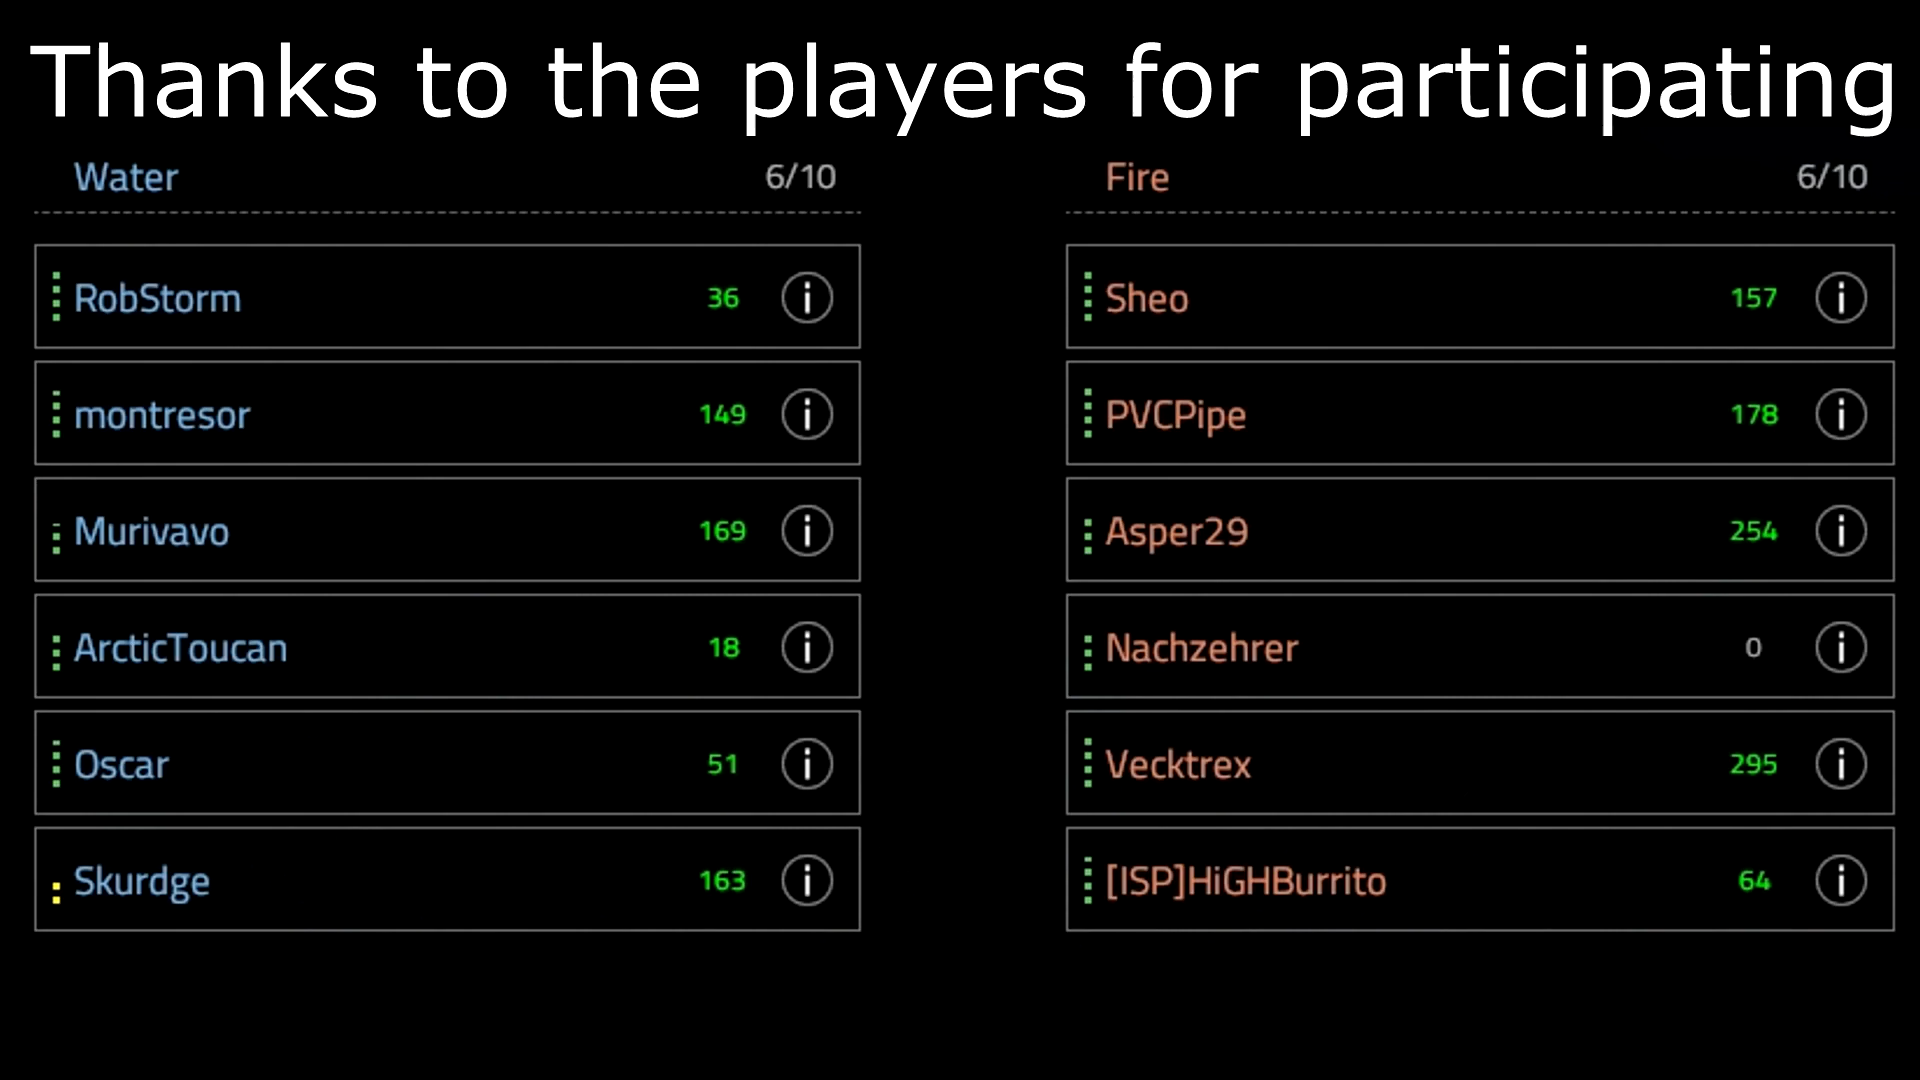 Thanks to the players for participating
Water 6/10
RobStorm 36
montresor 149
Murivavo 169
ArcticToucan 18
Oscar 51
Skurdge 163
Fire 6/10
Sheo 157
PVCPipe 178
Asper29 254
Nachzehrer 0
Vecktrex 295
[ISP]HiGHBurrito 64